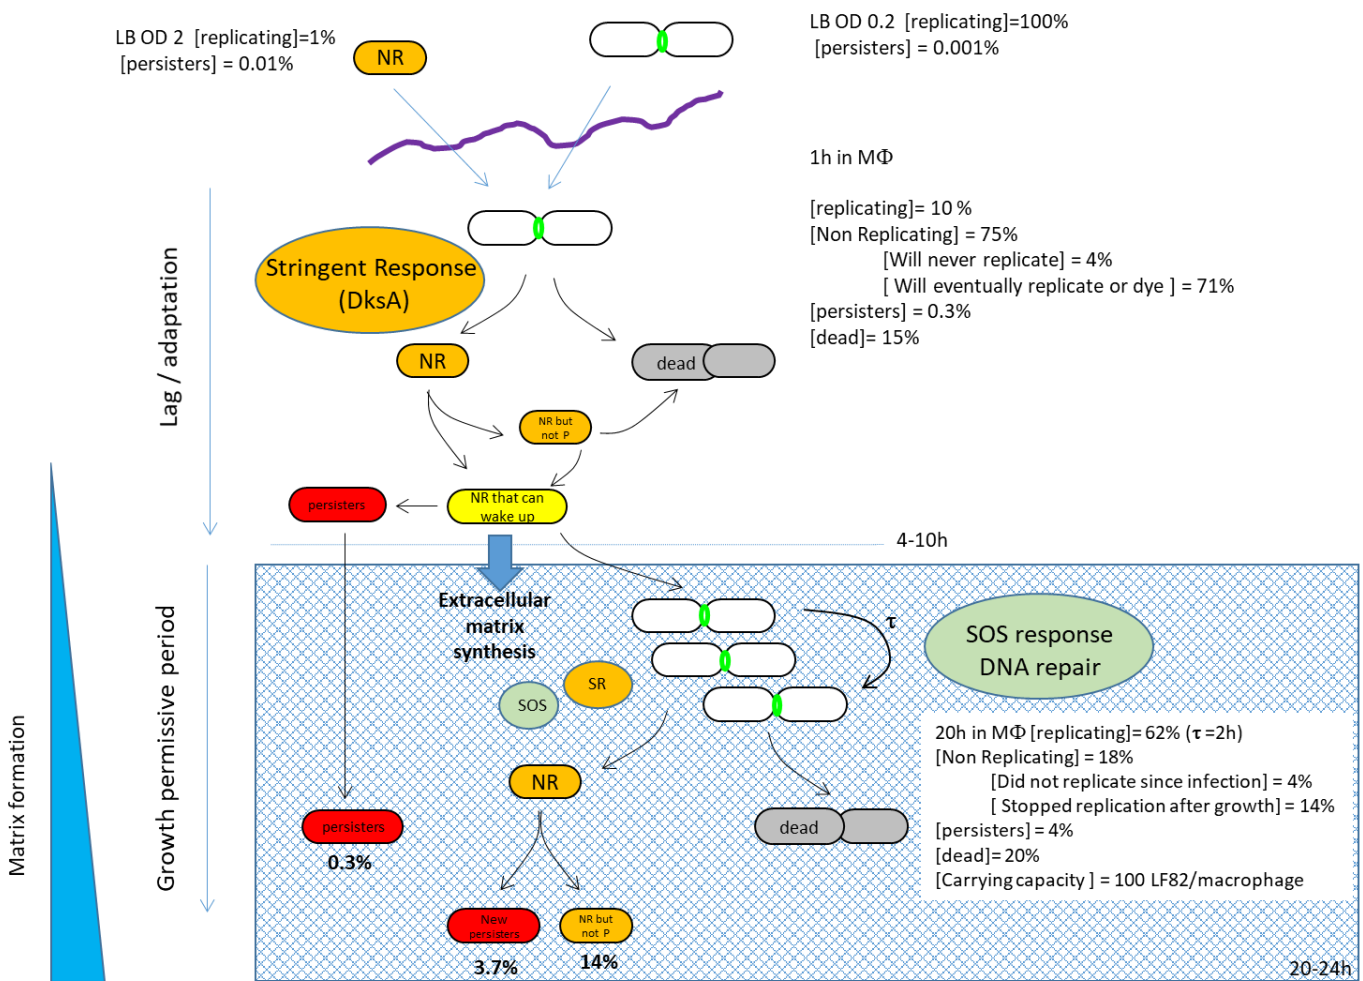 LB OD 2 [replicating]=1%
[persisters] = 0.01%
NR
LB OD 0.2 [replicating]=100%
[persisters] = 0.001%
1h in MΦ
[replicating]= 10 %
[Non Replicating] = 75%
[Will never replicate] = 4%
[ Will eventually replicate or dye ] = 71%
[persisters] = 0.3%
[dead]= 15%
Lag / adaptation
Stringent Response
(DksA)
NR
dead
NR but
not P
persisters
NR that can
wake up
4-10h
Matrix formation
Growth permissive period
Extracellular
matrix
synthesis
τ
SOS response
DNA repair
SR
SOS
20h in MΦ [replicating]= 62% (τ =2h)
[Non Replicating] = 18%
[Did not replicate since infection] = 4%
[ Stopped replication after growth] = 14%
[persisters] = 4%
[dead]= 20%
[Carrying capacity ] = 100 LF82/macrophage
NR
persisters
0.3%
dead
New
persisters
3.7%
NR but
not P
14%
20-24h